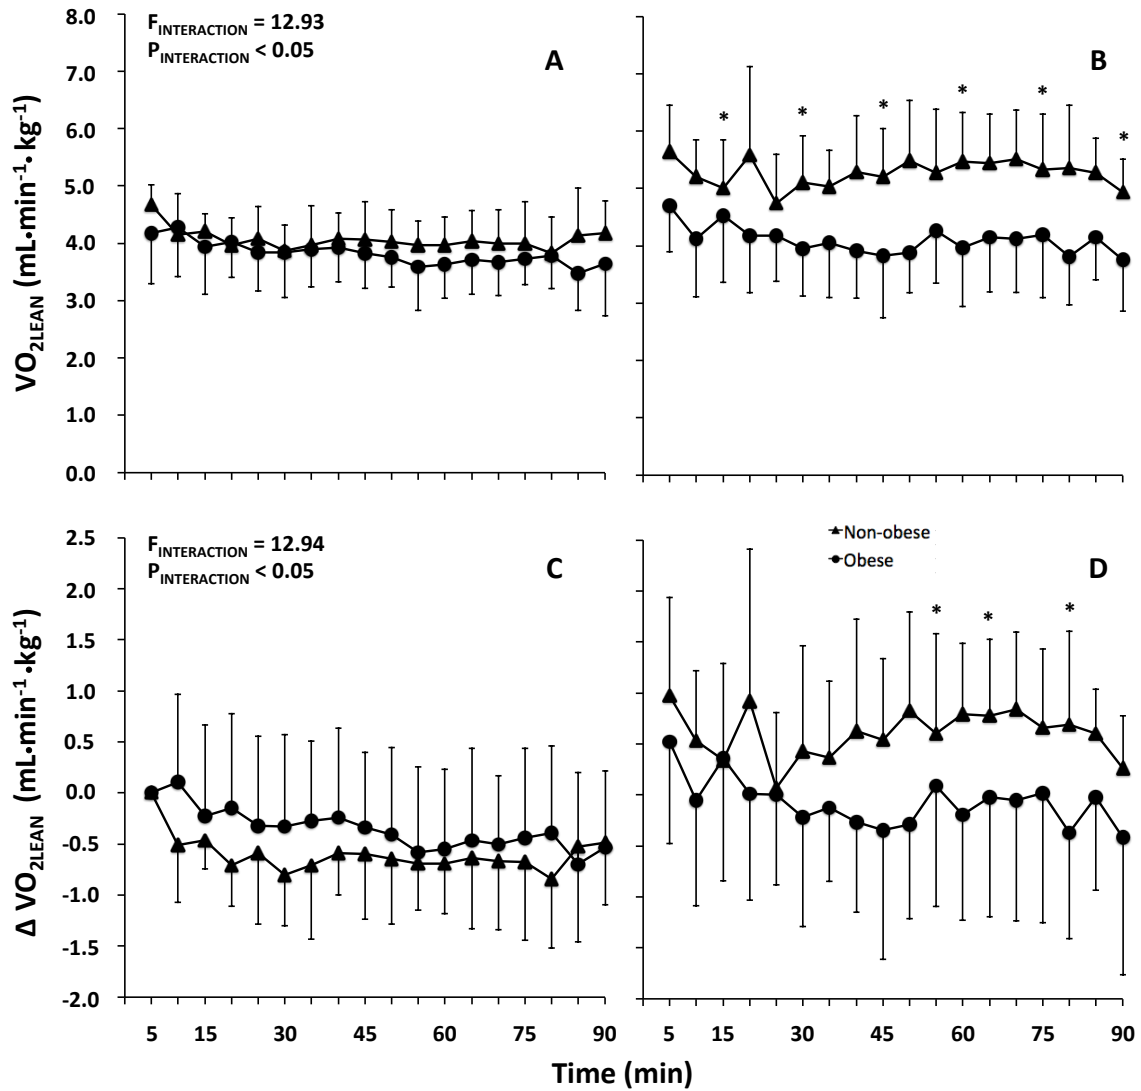 8.0
7.0
6.0
5.0
4.0
3.0
2.0
1.0
0.0
VO2LEAN (mL•min-1•kg-1)
FINTERACTION = 12.93
PINTERACTION < 0.05
A
B
* * * * * *
2.5
2.0
1.5
1.0
0.5
0.0
-0.5
-1.0
-1.5
-2.0
Δ VO2LEAN (mL•min-1•kg-1)
FINTERACTION = 12.94
PINTERACTION < 0.05
C
Non-obese
Obese
D
* * *
5 15 30 45 60 75 90
5 15 30 45 60 75 90
Time (min)